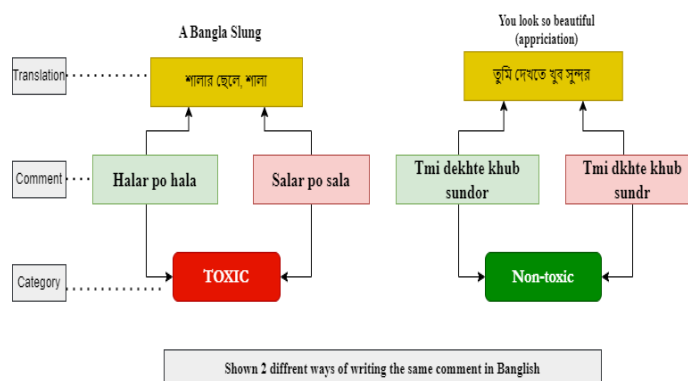 A Bangla Slung
You look so beautiful
(appriciation)
Translation
শালার ছেলে, শালা
তুমি দেখতে খুব সুন্দর
Comment
Halar po hala
Salar po sala
Tmi dekhte khub
sundor
Tmi dkhte khub
sundr
Category
TOXIC
Non-toxic
Shown 2 diffrent ways of writing the same comment in Banglish